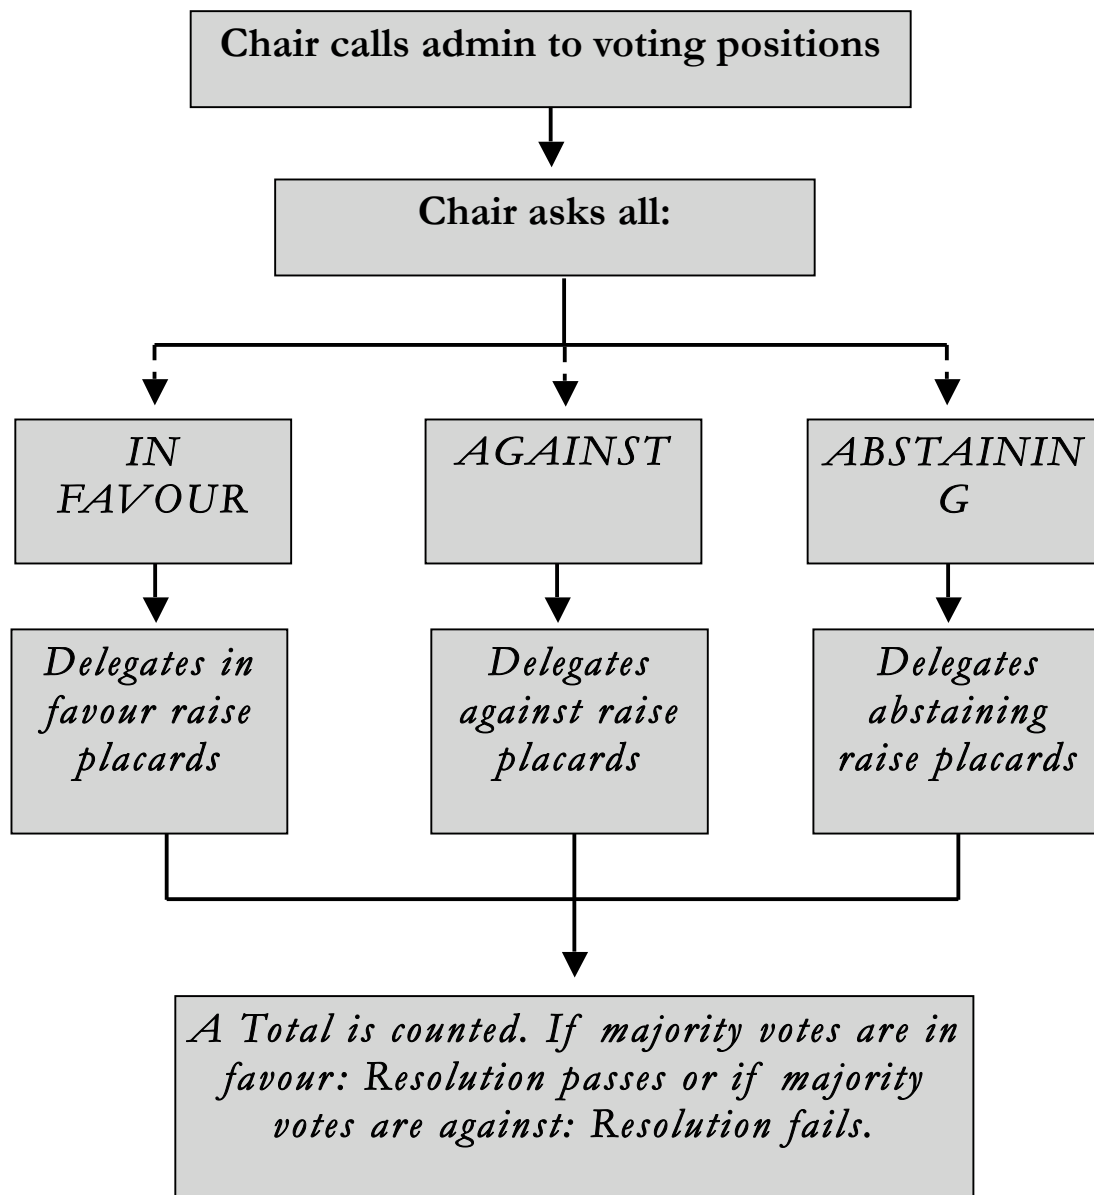 Chair calls admin to voting positions
Chair asks all:
IN
FAVOUR
AGAINST
ABSTAININ
G
Delegates in
favour raise
placards
Delegates
against raise
placards
Delegates
abstaining
raise placards
A Total is counted. If majority votes are in
favour: Resolution passes or if majority
votes are against: Resolution fails.